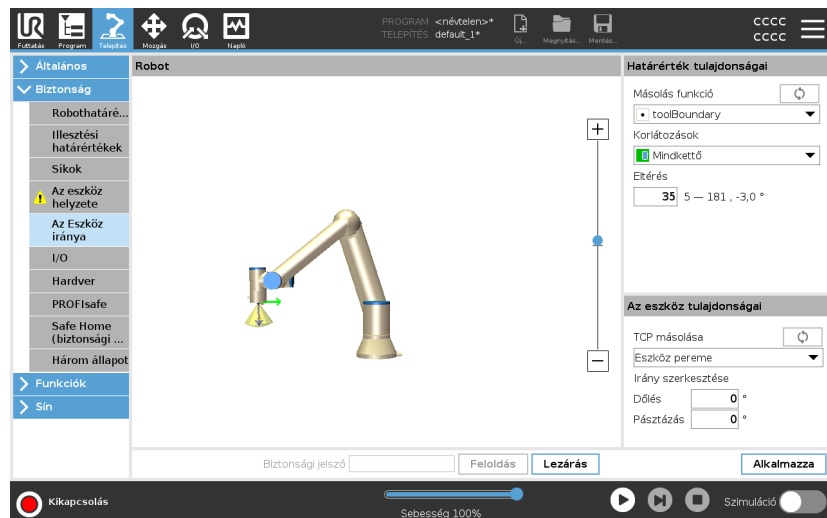 PROGRAM <névtelen>*
TELEPÍTÉS default_1*
Futtatás Program Telepítés Mozgás I/O Napló
Új... Megnyitás... Mentés...
CCCC
CCCC
Általános
Biztonság
Robothatáré...
Illesztési
határértékek
Síkok
Az eszköz
helyzete
Az Eszköz
iránya
I/O
Hardver
PROFIsafe
Safe Home
(biztonsági ...
Három állapot
Funkciók
Sín
Robot
Határérték tulajdonságai
Másolás funkció
toolBoundary
Korlátozások
Mindkettő
Eltérés
35 5 — 181 , -3,0 °
Az eszköz tulajdonságai
TCP másolása
Eszköz pereme
Irány szerkesztése
Dőlés 0 °
Pásztázás 0 °
Biztonsági jelszó Feloldás Lezárás Alkalmazza
Kikapcsolás
Sebesség 100%
Szimuláció